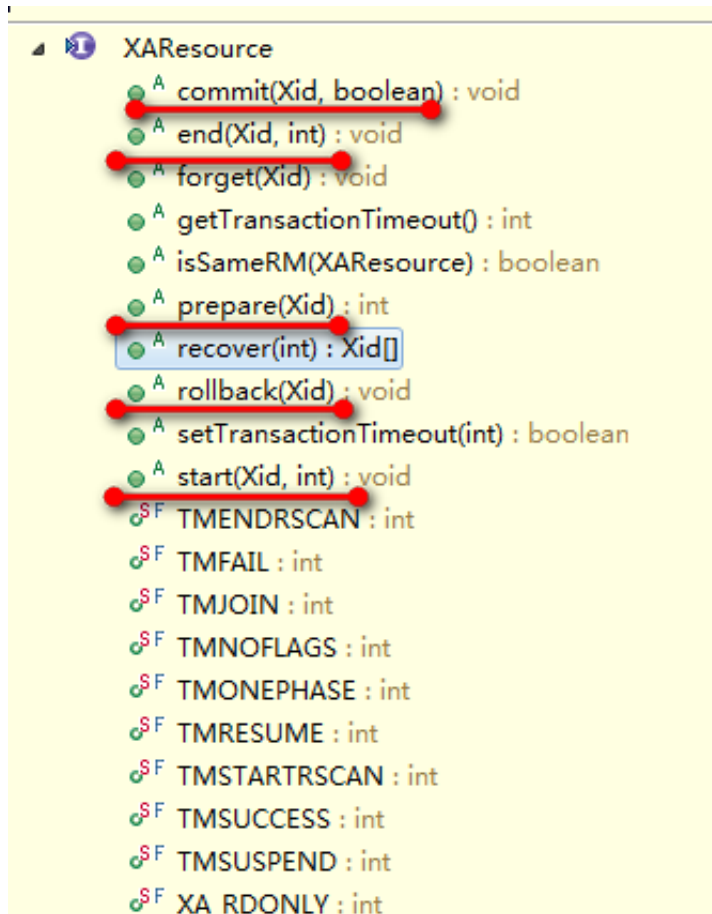 XAResource
A commit(Xid, boolean) : void
A end(Xid, int) : void
A forget(Xid) : void
A getTransactionTimeout() : int
A isSameRM(XAResource) : boolean
A prepare(Xid) : int
A recover(int) : Xid[]
A rollback(Xid) : void
A setTransactionTimeout(int) : boolean
A start(Xid, int) : void
S F TMENDRSCAN : int
S F TMFAIL : int
S F TMJOIN : int
S F TMNOFLAGS : int
S F TMONEPHASE : int
S F TMRESUME : int
S F TMSTARTRSCAN : int
S F TMSUCCESS : int
S F TMSUSPEND : int
S F XA_RDONLY : int